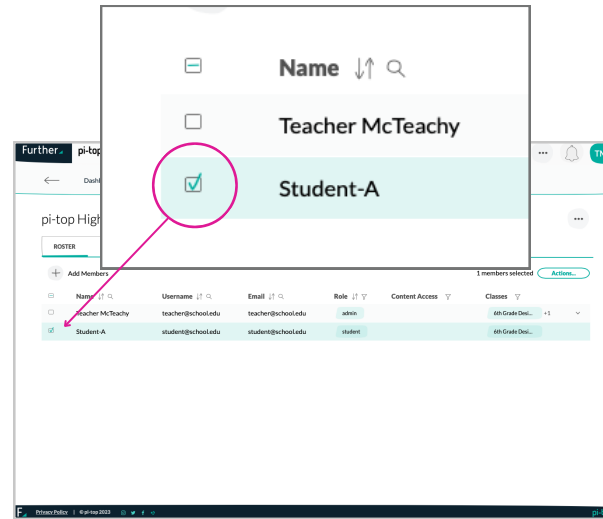 Name
Teacher McTeachy
Student-A
Further
pi-top
TM
Dash
pi-top High
ROSTER
Add Members
1 members selected
Actions...
Name
Username
Email
Role
Content Access
Classes
Teacher McTeachy
teacher@school.edu
teacher@school.edu
admin
6th Grade Desi...
+1
Student-A
student@school.edu
student@school.edu
student
6th Grade Desi...
F
Privacy Policy | © pi-top 2023
pi-t